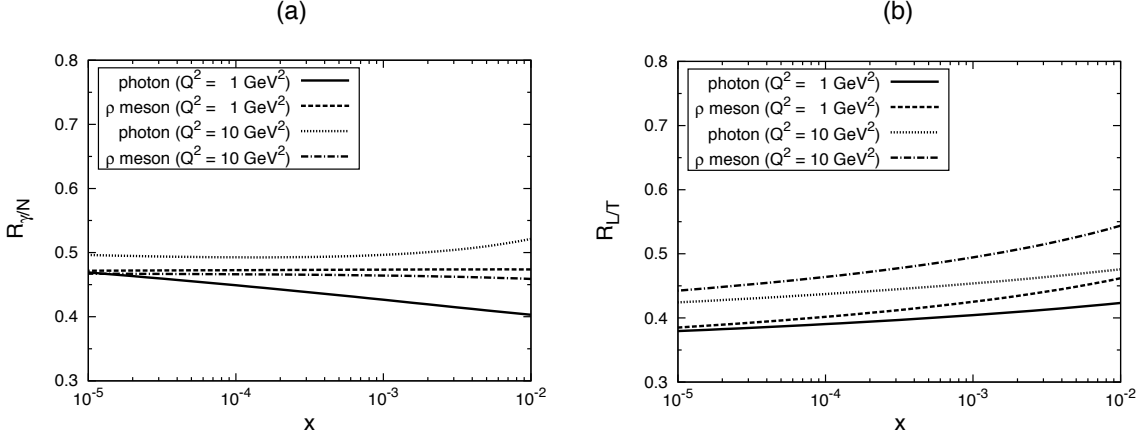 (a)
0.8
0.7
0.6
0.5
0.4
0.3
R_γ/N
photon (Q² = 1 GeV²)
ρ meson (Q² = 1 GeV²)
photon (Q² = 10 GeV²)
ρ meson (Q² = 10 GeV²)
10⁻⁵
10⁻⁴
10⁻³
10⁻²
x
(b)
0.8
0.7
0.6
0.5
0.4
0.3
R_L/T
photon (Q² = 1 GeV²)
ρ meson (Q² = 1 GeV²)
photon (Q² = 10 GeV²)
ρ meson (Q² = 10 GeV²)
10⁻⁵
10⁻⁴
10⁻³
10⁻²
x